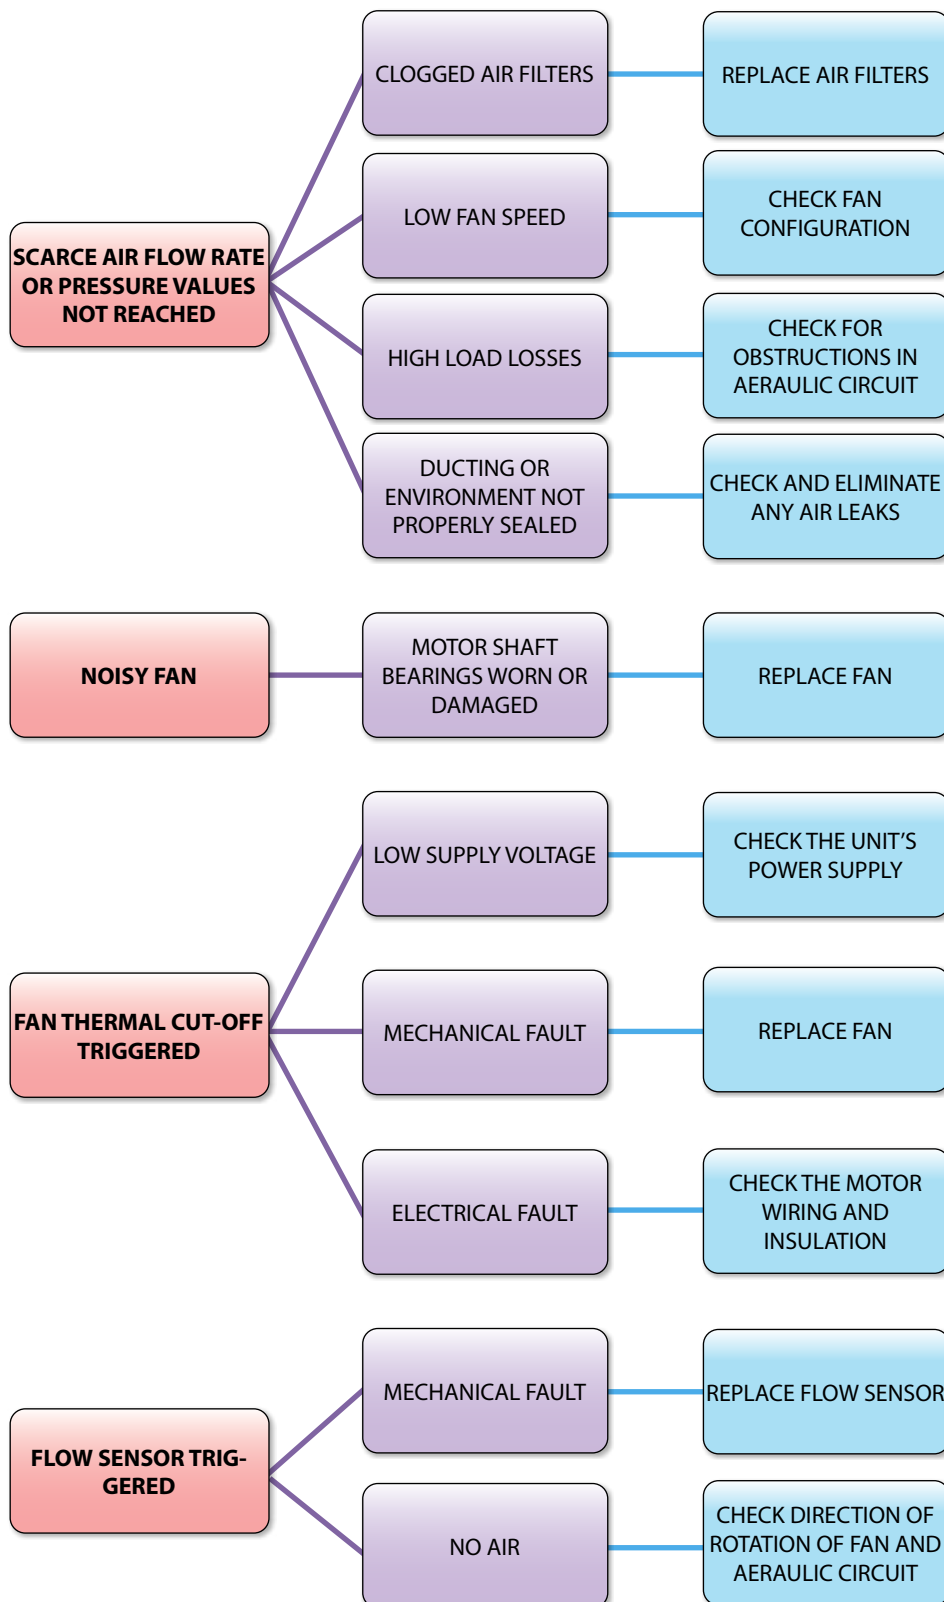 CLOGGED AIR FILTERS
REPLACE AIR FILTERS
LOW FAN SPEED
CHECK FAN
CONFIGURATION
SCARCE AIR FLOW RATE
OR PRESSURE VALUES
NOT REACHED
HIGH LOAD LOSSES
CHECK FOR
OBSTRUCTIONS IN
AERAULIC CIRCUIT
DUCTING OR
ENVIRONMENT NOT
PROPERLY SEALED
CHECK AND ELIMINATE
ANY AIR LEAKS
NOISY FAN
MOTOR SHAFT
BEARINGS WORN OR
DAMAGED
REPLACE FAN
LOW SUPPLY VOLTAGE
CHECK THE UNIT’S
POWER SUPPLY
FAN THERMAL CUT-OFF
TRIGGERED
MECHANICAL FAULT
REPLACE FAN
ELECTRICAL FAULT
CHECK THE MOTOR
WIRING AND
INSULATION
MECHANICAL FAULT
REPLACE FLOW SENSOR
FLOW SENSOR TRIG-
GERED
NO AIR
CHECK DIRECTION OF
ROTATION OF FAN AND
AERAULIC CIRCUIT